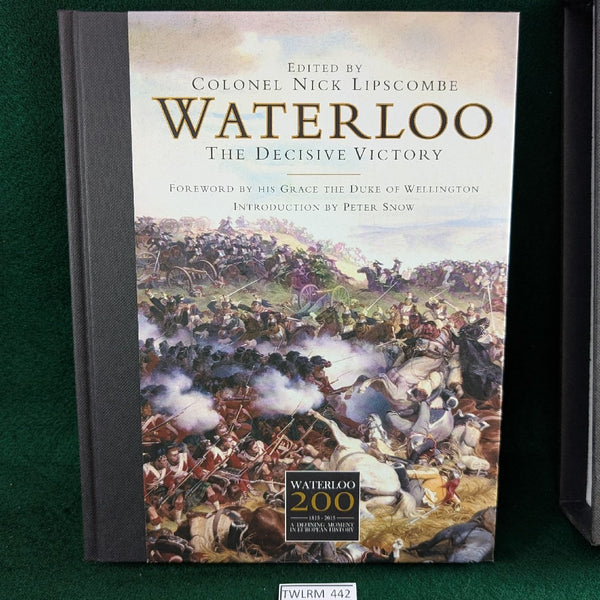 EDITED BY
COLONEL NICK LIPSCOMBE
WATERLOO
THE DECISIVE VICTORY
FOREWORD BY HIS GRACE THE DUKE OF WELLINGTON
INTRODUCTION BY PETER SNOW
WATERLOO
200
1815 - 2015
A DEFINING MOMENT
IN EUROPEAN HISTORY
TWLRM 442